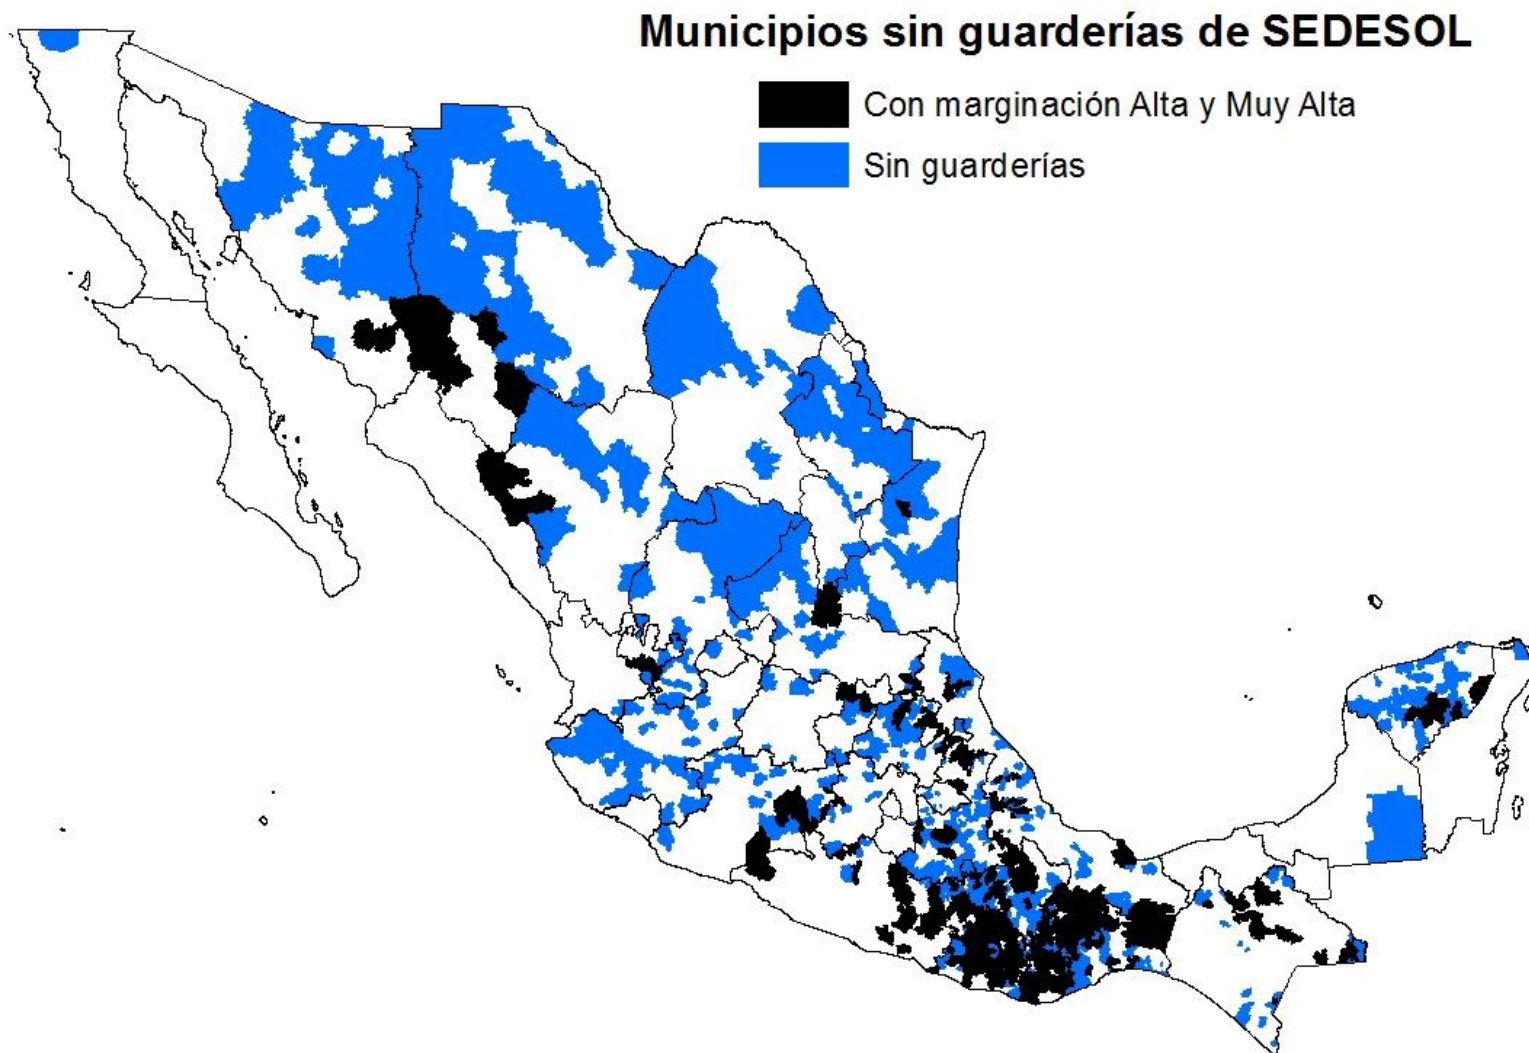 Municipios sin guarderías de SEDESOL
Con marginación Alta y Muy Alta
Sin guarderías